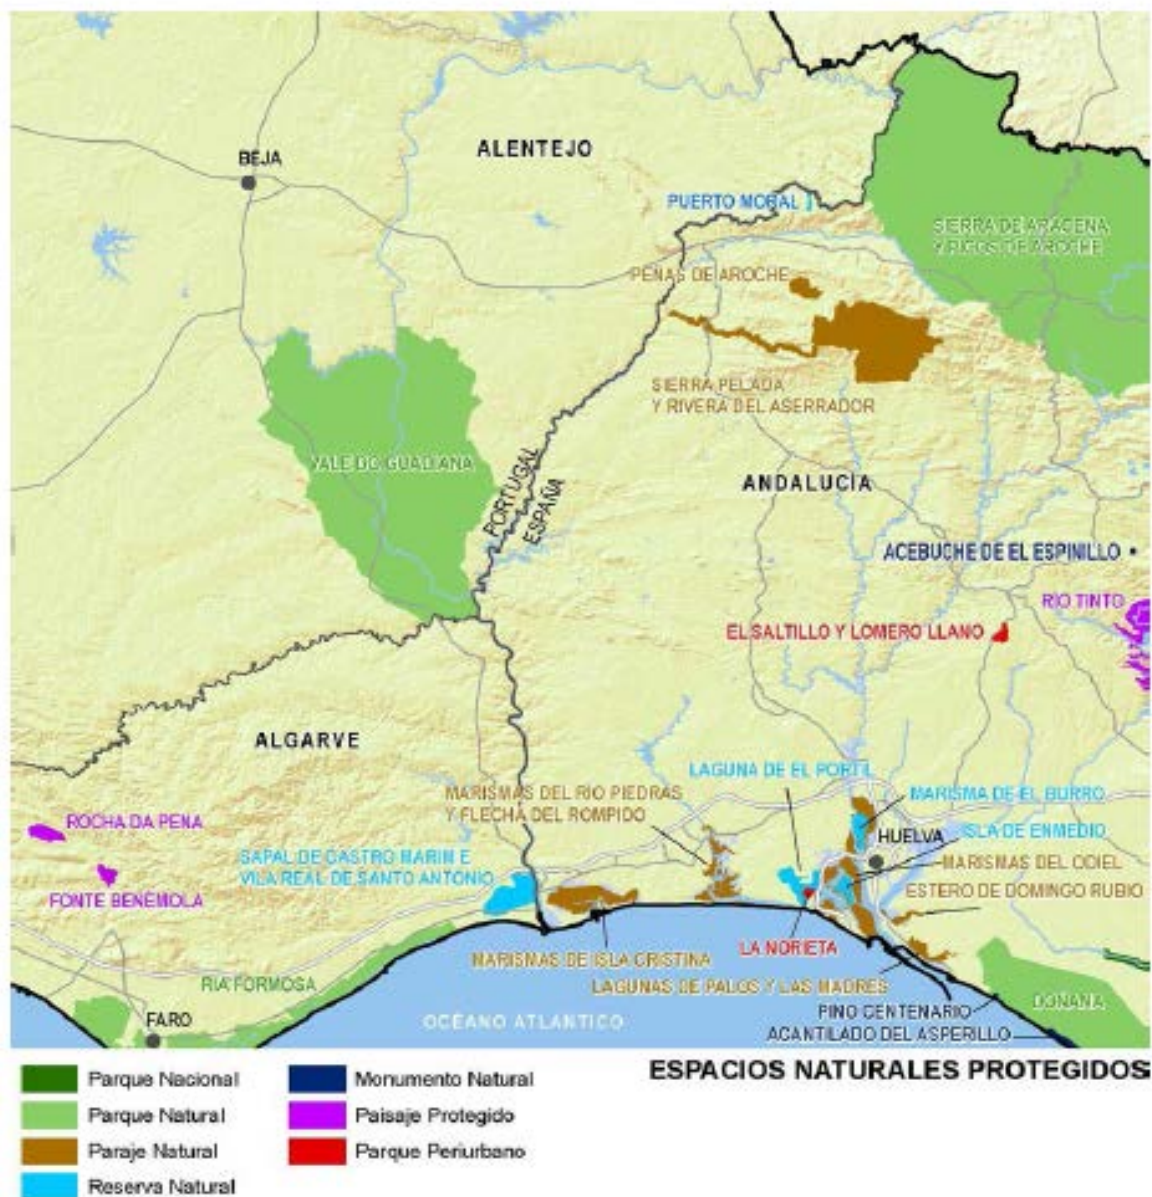 ALENTEJO
BEJA
PUERTO MORAL
SIERRA DE ARACENA
Y PICOS DE AROCHE
PEÑAS DE AROCHE
SIERRA PELADA
Y RIVERA DEL ASERRADOR
VALE DO GUADIANA
PORTUGAL
ESPAÑA
ANDALUCÍA
ACEBUCHE DE EL ESPINILLO
RIO TINTO
EL SALTILLO Y LOMERO LLANO
ALGARVE
LAGUNA DE EL PORTIL
MARISMAS DEL RIO PIEDRAS
Y FLECHA DEL ROMPIDO
MARISMA DE EL BURRO
ROCHA DA PENA
HUELVA
ISLA DE ENMEDIO
SAPAL DE CASTRO MARIM E
VILA REAL DE SANTO ANTONIO
MARISMAS DEL ODIEL
FONTE BENÉMOLA
ESTERO DE DOMINGO RUBIO
LA NORIETA
MARISMAS DE ISLA CRISTINA
RIA FORMOSA
LAGUNAS DE PALOS Y LAS MADRES
DOÑANA
PINO CENTENARIO
FARO
OCÉANO ATLANTICO
ACANTILADO DEL ASPERILLO
ESPACIOS NATURALES PROTEGIDOS
Parque Nacional
Parque Natural
Paraje Natural
Reserva Natural
Monumento Natural
Paisaje Protegido
Parque Periurbano